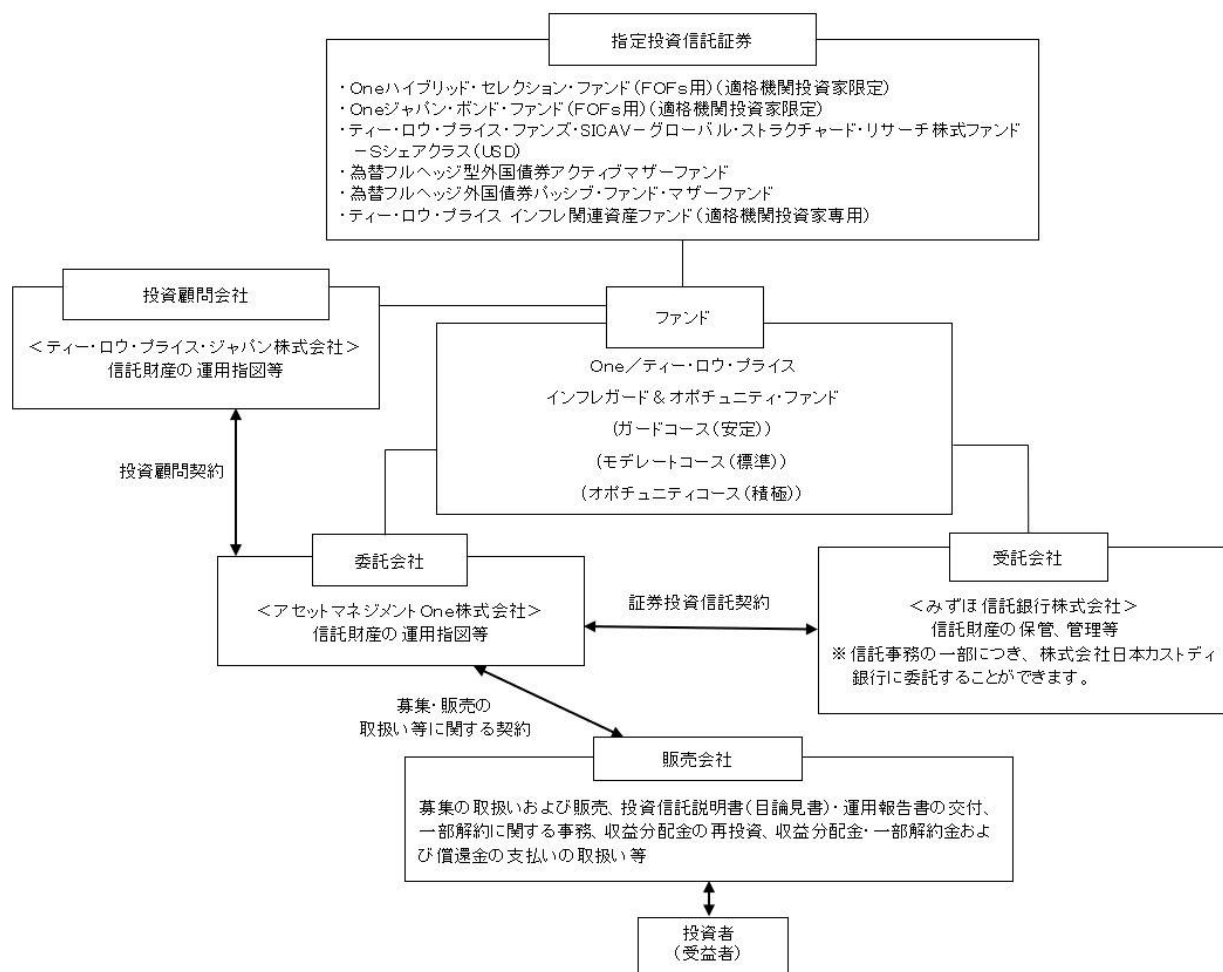 指定投資信託証券
・Oneハイブリッド・セレクション・ファンド(FOFs用)(適格機関投資家限定)
・Oneジャパン・ボンド・ファンド(FOFs用)(適格機関投資家限定)
・ティー・ロウ・プライス・ファンズ・SICAV－グローバル・ストラクチャード・リサーチ株式ファンド
－Sシェアクラス(USD)
・為替フルヘッジ型外国債券アクティブマザーファンド
・為替フルヘッジ外国債券パッシブ・ファンド・マザーファンド
・ティー・ロウ・プライス インフレ関連資産ファンド(適格機関投資家専用)
投資顧問会社
＜ティー・ロウ・プライス・ジャパン株式会社＞
信託財産の運用指図等
ファンド
One／ティー・ロウ・プライス
インフレガード＆オポチュニティ・ファンド
(ガードコース(安定))
(モデレートコース(標準))
(オポチュニティコース(積極))
投資顧問契約
委託会社
＜アセットマネジメントOne株式会社＞
信託財産の運用指図等
証券投資信託契約
受託会社
＜みずほ信託銀行株式会社＞
信託財産の保管、管理等
※信託事務の一部につき、株式会社日本カストディ
銀行に委託することができます。
募集・販売の
取扱い等に関する契約
販売会社
募集の取扱いおよび販売、投資信託説明書(目論見書)・運用報告書の交付、
一部解約に関する事務、収益分配金の再投資、収益分配金・一部解約金およ
び償還金の支払いの取扱い等
投資者
(受益者)